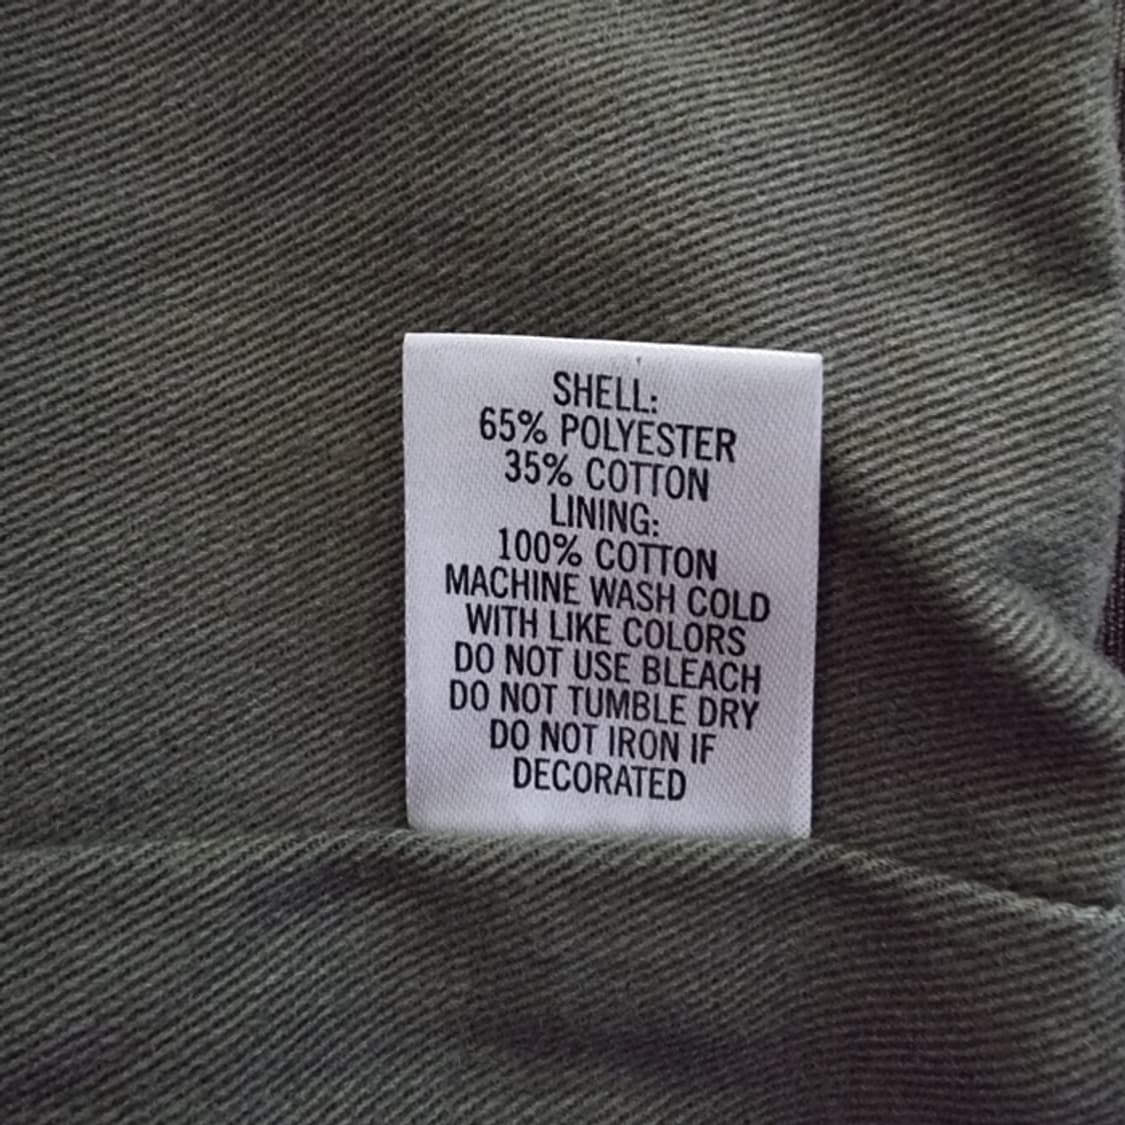 SHELL:
65% POLYESTER
35% COTTON
LINING:
100% COTTON
MACHINE WASH COLD
WITH LIKE COLORS
DO NOT USE BLEACH
DO NOT TUMBLE DRY
DO NOT IRON IF
DECORATED